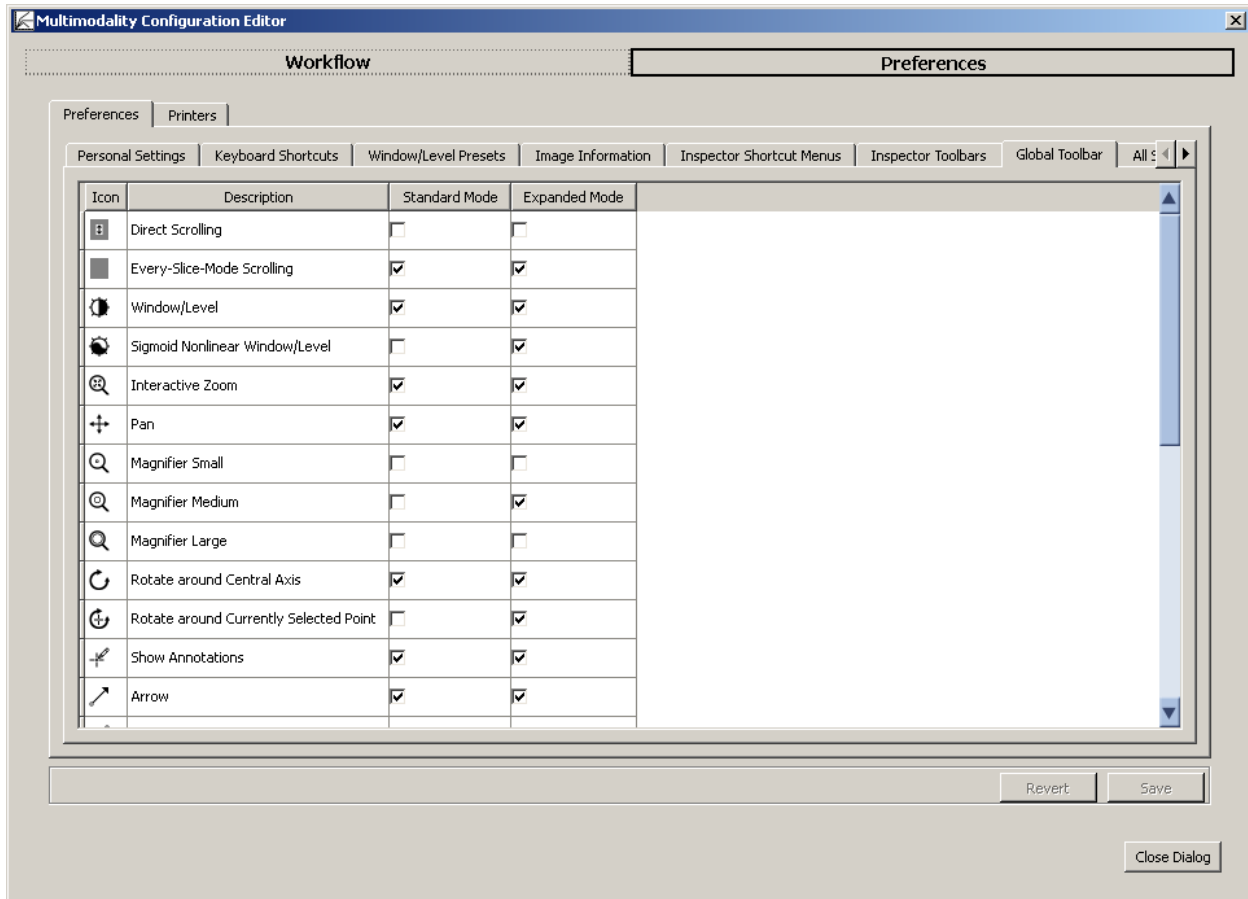 Multimodality Configuration Editor
Workflow Preferences
Preferences Printers
Personal Settings Keyboard Shortcuts Window/Level Presets Image Information Inspector Shortcut Menus Inspector Toolbars Global Toolbar All
Icon Description Standard Mode Expanded Mode
Direct Scrolling
Every-Slice-Mode Scrolling
Window/Level
Sigmoid Nonlinear Window/Level
Interactive Zoom
Pan
Magnifier Small
Magnifier Medium
Magnifier Large
Rotate around Central Axis
Rotate around Currently Selected Point
Show Annotations
Arrow
Revert Save
Close Dialog